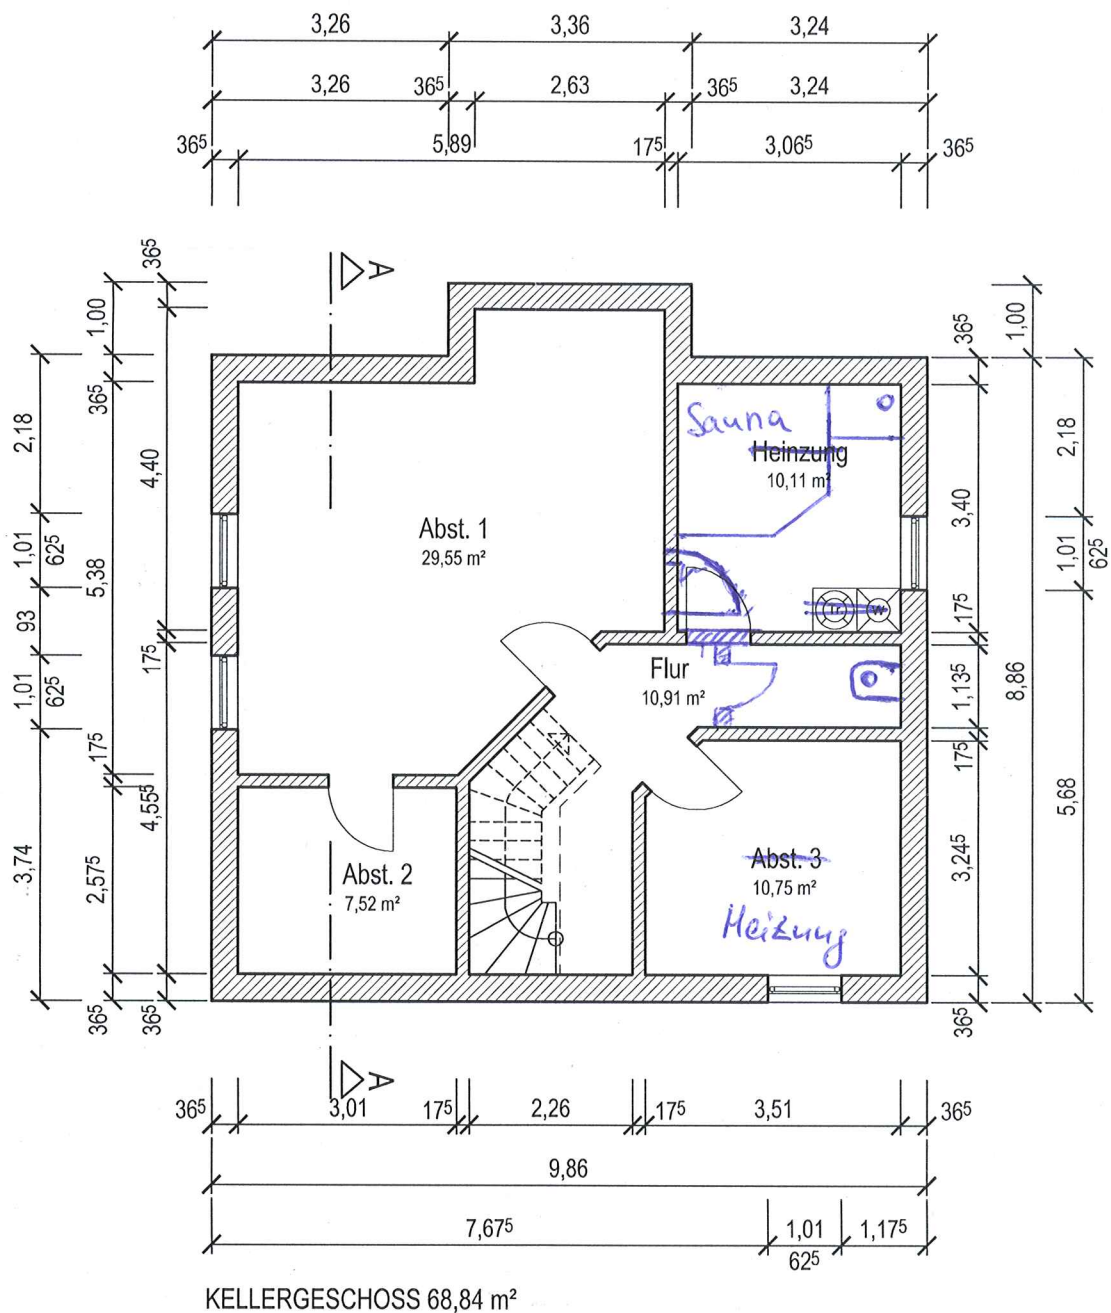 3,26 3,36 3,24
3,26 36⁵ 2,63 36⁵ 3,24
36⁵ 5,89 17⁵ 3,06⁵ 36⁵
36⁵
1,00
36⁵
2,18
4,40
1,01
62⁵
5,38
93
17⁵
1,01
62⁵
17⁵
4,55⁵
3,74
2,575
36⁵
36⁵
A
Sauna
Heinzung
10,11 m²
Abst. 1
29,55 m²
Tr.
W
Flur
10,91 m²
Abst. 2
7,52 m²
Abst. 3
10,75 m²
Heizung
A
1,00
36⁵
2,18
3,40
1,01
62⁵
17⁵
1,135
8,86
17⁵
5,68
3,245
36⁵
36⁵ 3,01 17⁵ 2,26 17⁵ 3,51 36⁵
9,86
7,67⁵ 1,01 1,17⁵
62⁵
KELLERGESCHOSS 68,84 m²